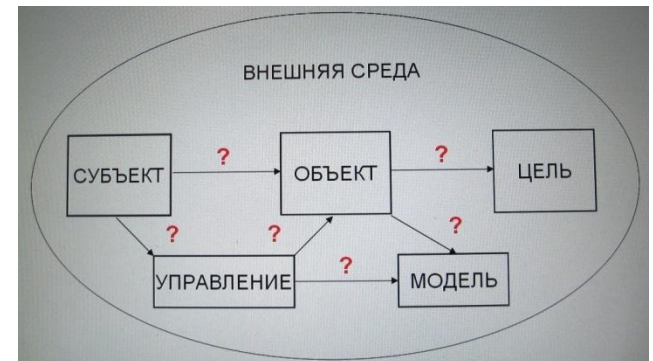 ВНЕШНЯЯ СРЕДА
?
?
СУБЪЕКТ
ОБЪЕКТ
ЦЕЛЬ
?
?
?
?
УПРАВЛЕНИЕ
МОДЕЛЬ